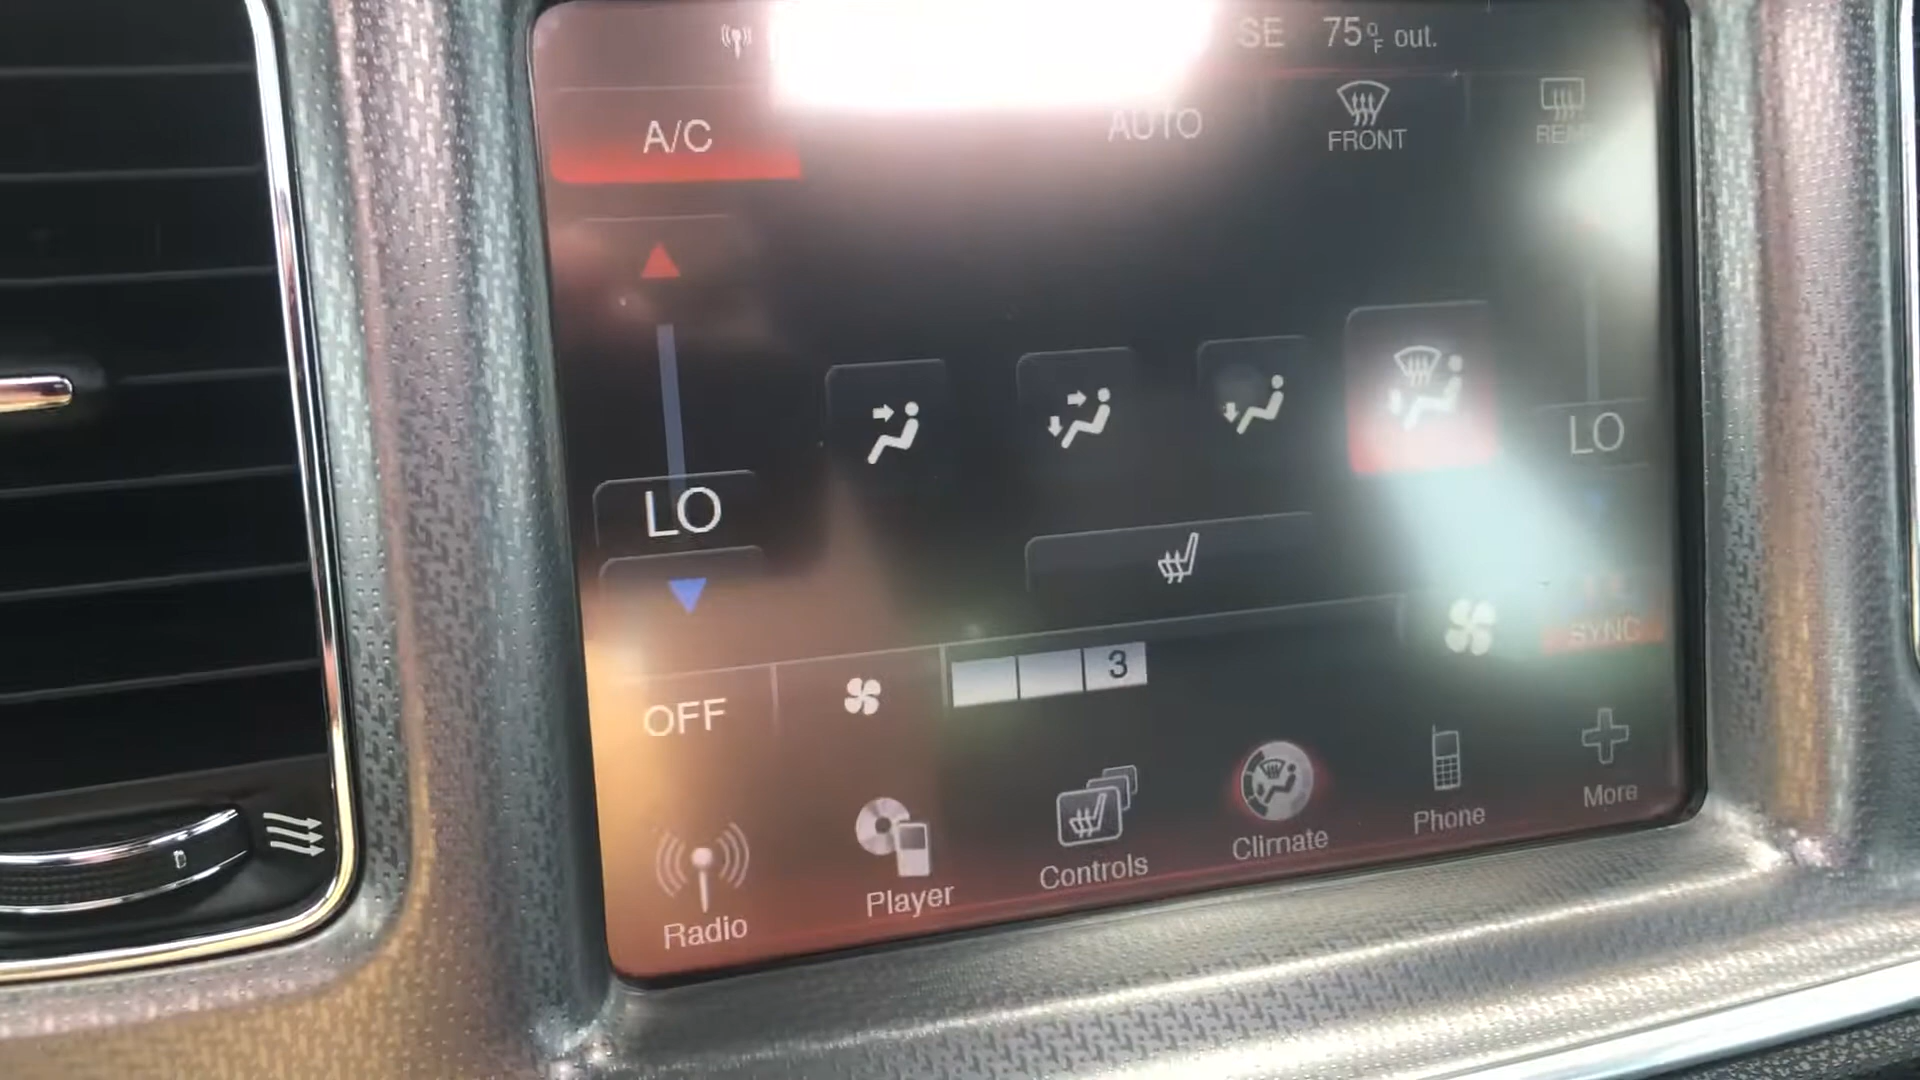 SE 75°F out.
A/C AUTO FRONT REAR
LO LO
SYNC
OFF 3
Radio Player Controls Climate Phone More